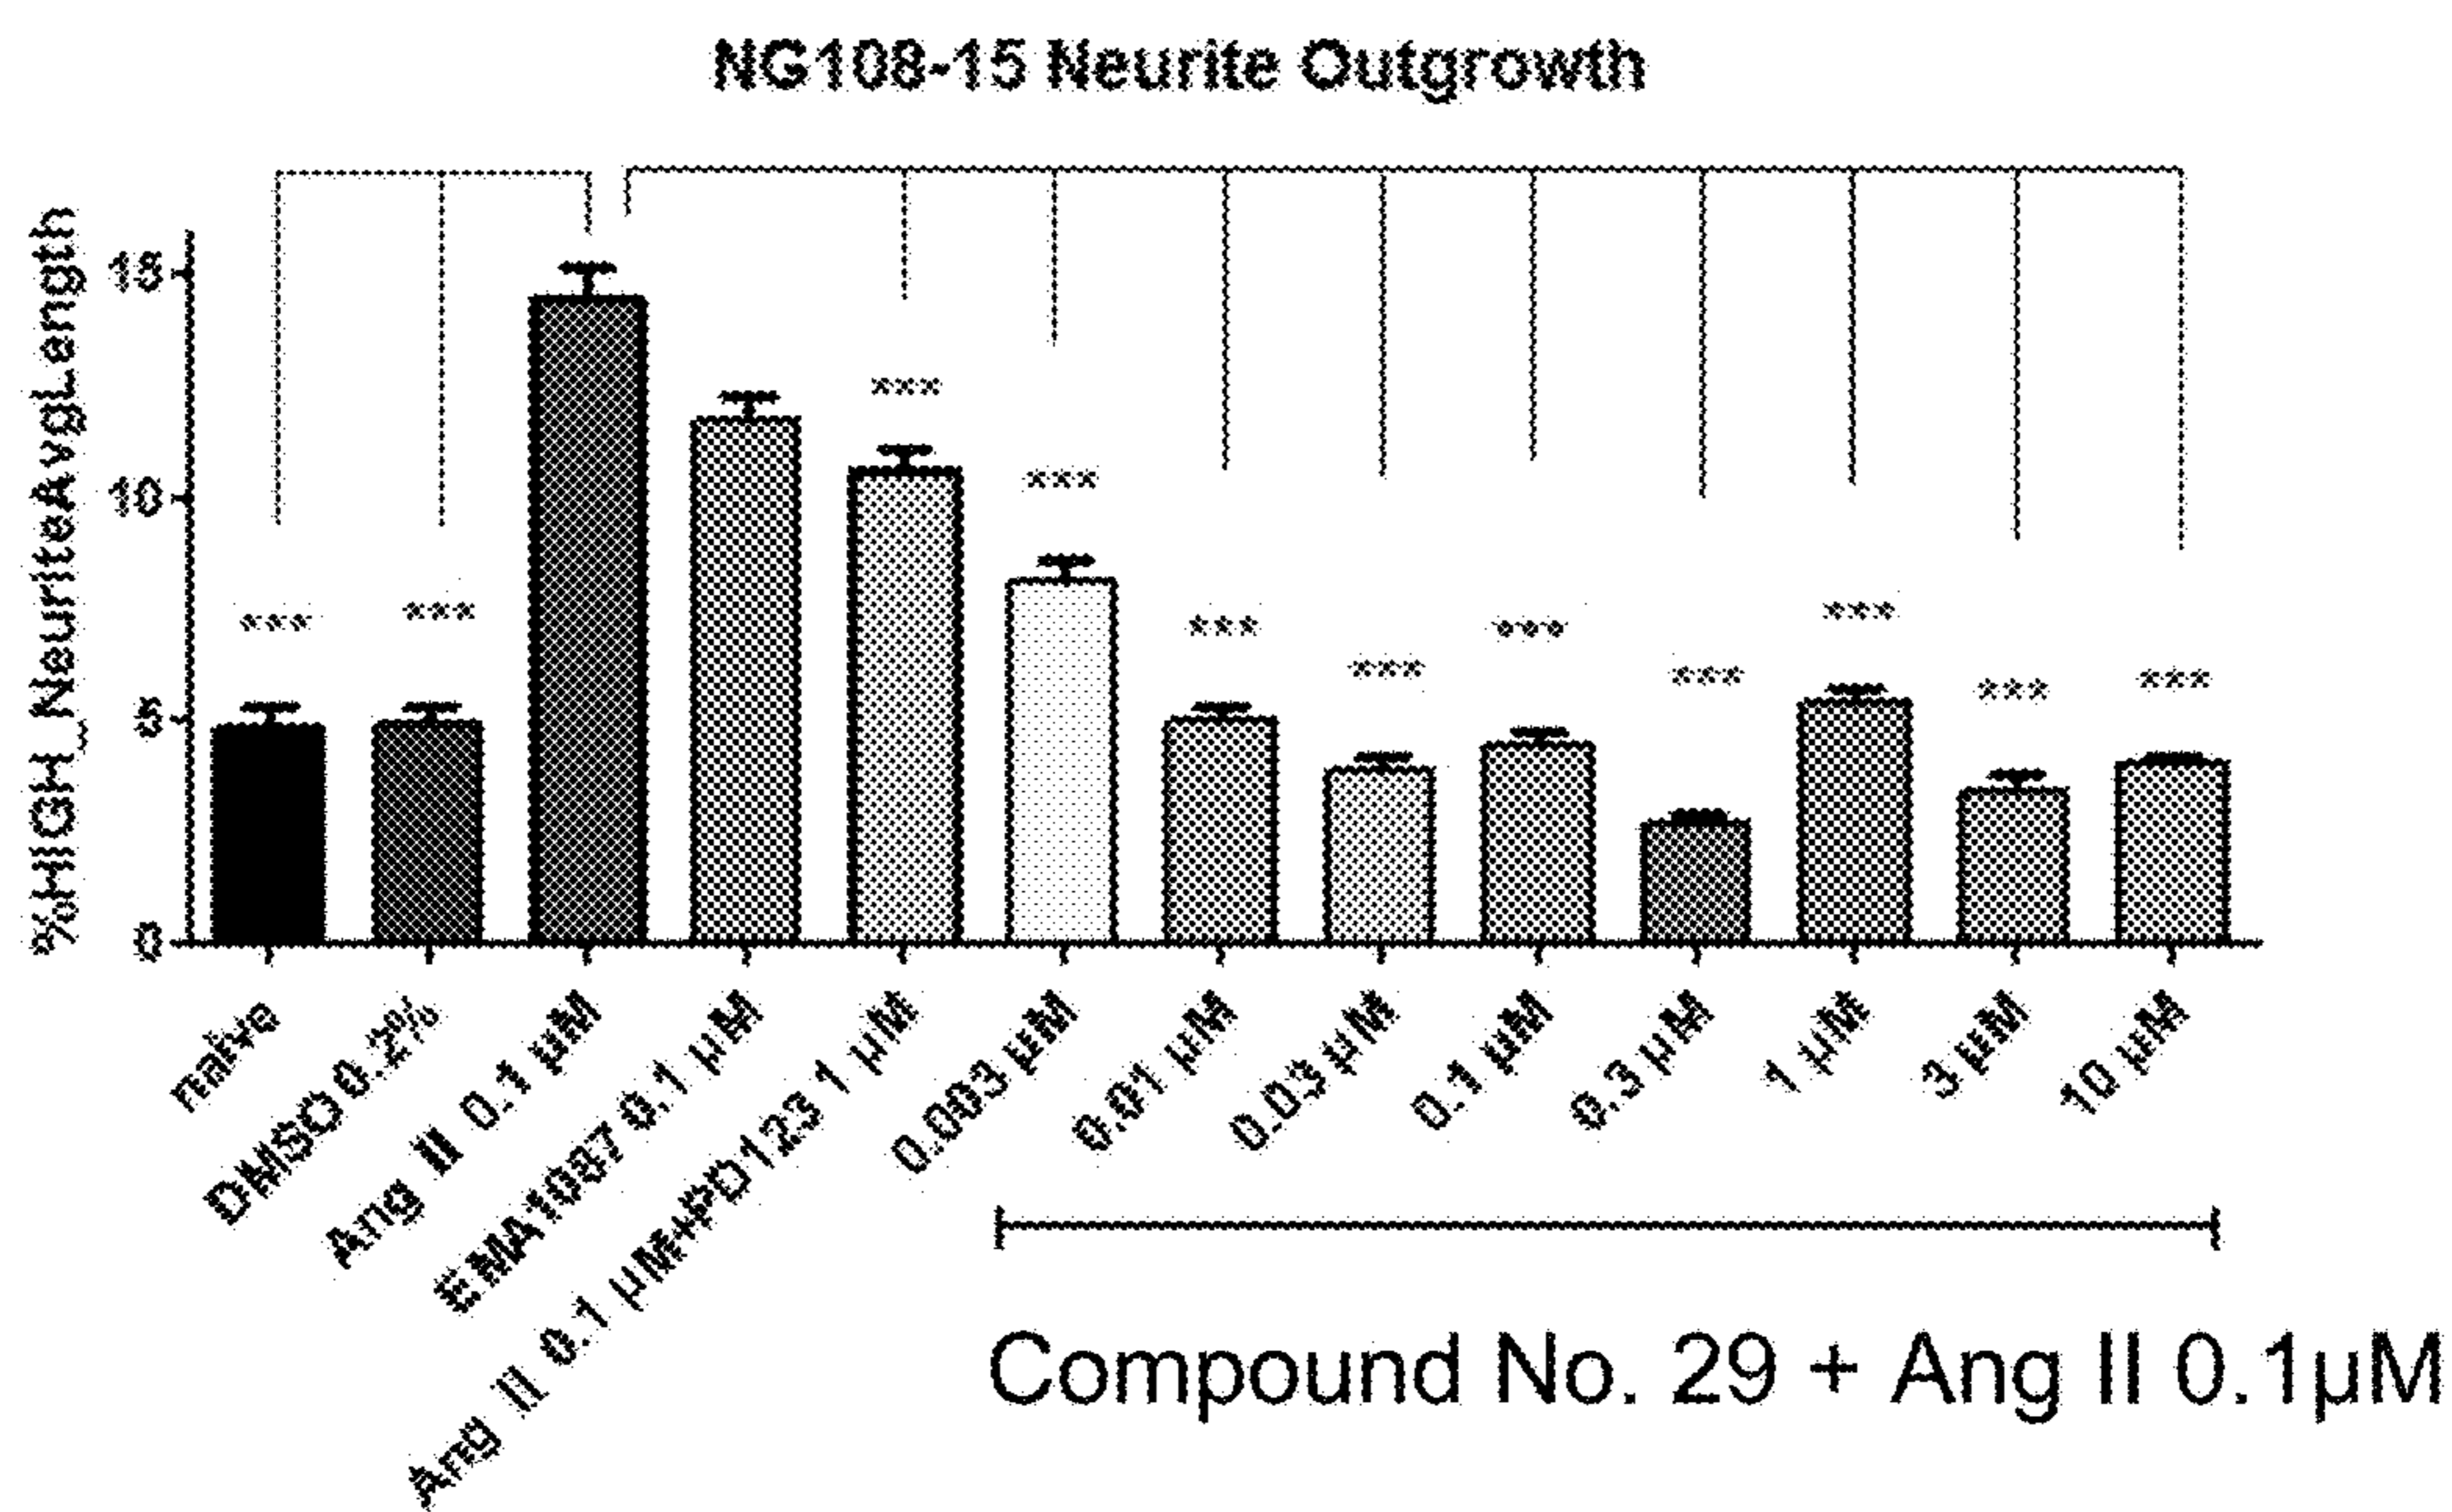 NG108-15 Neurite Outgrowth
%HIGH_NeuriteAvgLength
15
10
5
0
***
***
***
***
***
***
***
***
***
***
***
naive
DMSO 0.2%
Ang II 0.1 µM
EMA1087 0.1 µM
Ang II 0.1 µM+PD123 1 µM
0.003 µM
0.01 µM
0.03 µM
0.1 µM
0.3 µM
1 µM
3 µM
10 µM
Compound No. 29 + Ang II 0.1µM